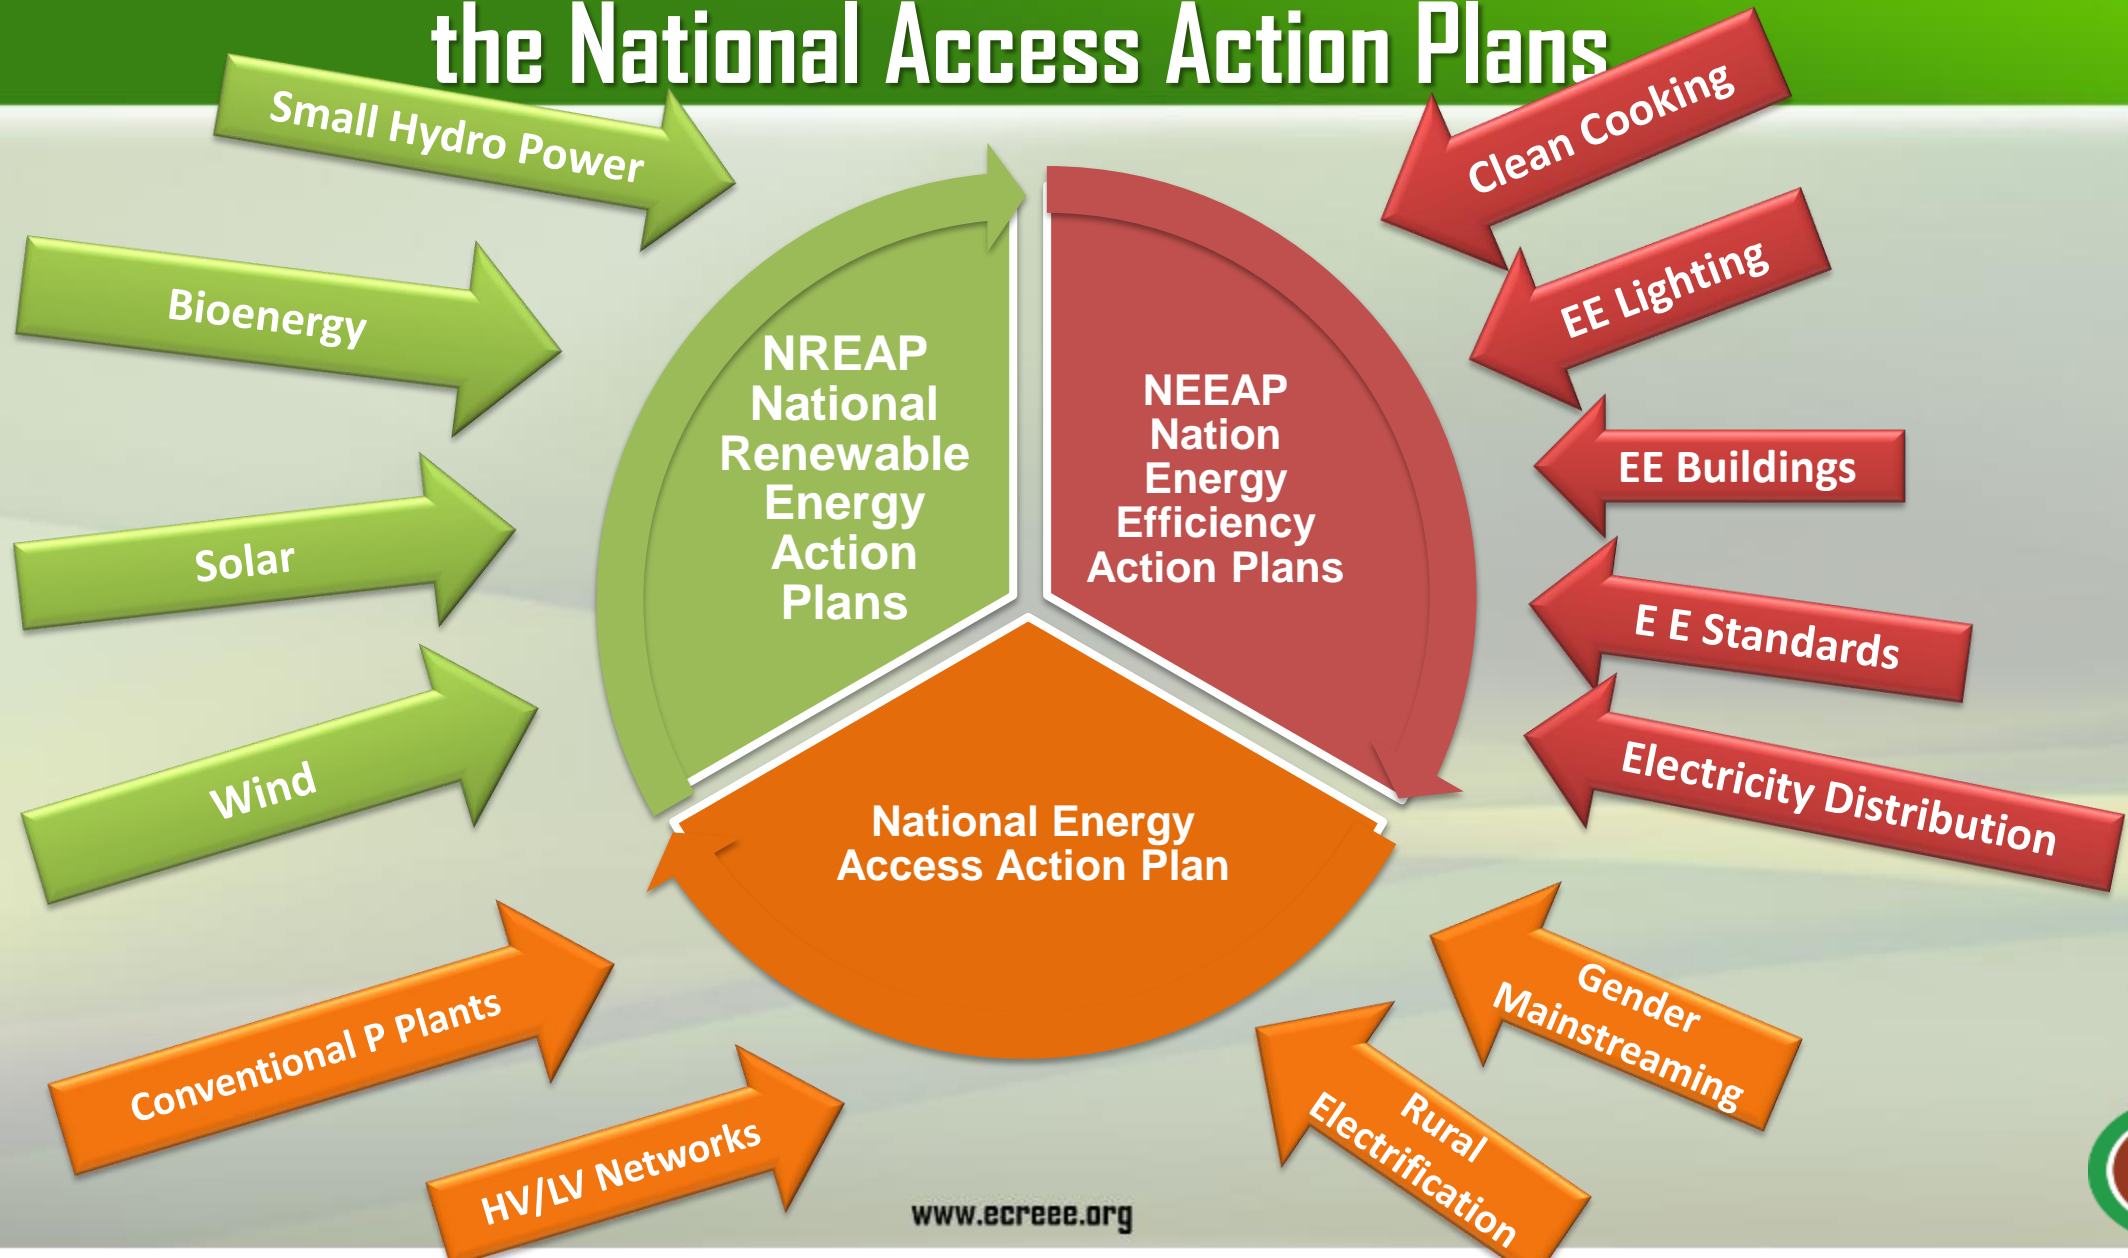 the National Access Action Plans
Small Hydro Power
Bioenergy
Solar
Wind
Conventional P Plants
HV/LV Networks
NREAP
National
Renewable
Energy
Action
Plans
NEEAP
Nation
Energy
Efficiency
Action Plans
National Energy
Access Action Plan
Clean Cooking
EE Lighting
EE Buildings
E E Standards
Electricity Distribution
Gender
Mainstreaming
Rural
Electrification
www.ecreee.org